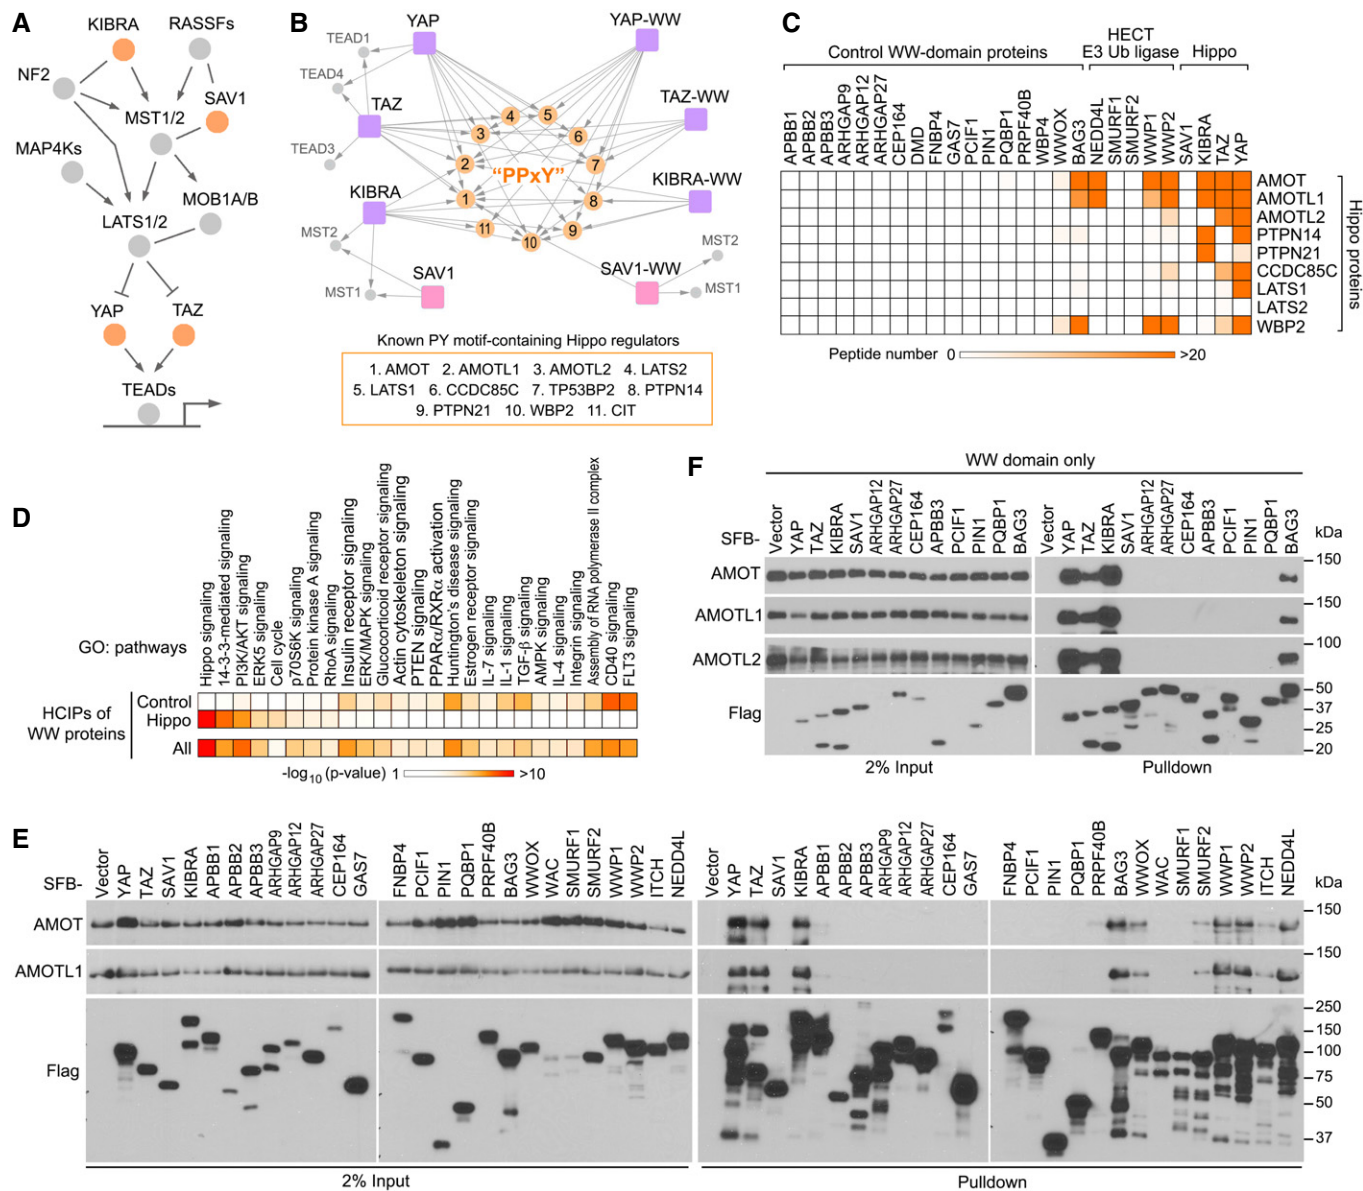 A
KIBRA
RASSFs
NF2
SAV1
MST1/2
MAP4Ks
MOB1A/B
LATS1/2
YAP
TAZ
TEADs
B
YAP
YAP-WW
TEAD1
TEAD4
TAZ
TAZ-WW
TEAD3
4
5
3
6
2
7
"PPxY"
KIBRA
KIBRA-WW
1
8
11
10
9
MST2
MST2
SAV1
SAV1-WW
MST1
MST1
Known PY motif-containing Hippo regulators
1. AMOT 2. AMOTL1 3. AMOTL2 4. LATS2
5. LATS1 6. CCDC85C 7. TP53BP2 8. PTPN14
9. PTPN21 10. WBP2 11. CIT
C
HECT
Control WW-domain proteins
E3 Ub ligase
Hippo
APBB1
APBB2
APBB3
ARHGAP9
ARHGAP12
ARHGAP27
CEP164
DMD
FNBP4
GAS7
PCIF1
PIN1
PQBP1
PRPF40B
WBP4
WWOX
BAG3
NEDD4L
SMURF1
SMURF2
WWP1
WWP2
SAV1
KIBRA
TAZ
YAP
AMOT
AMOTL1
AMOTL2
PTPN14
PTPN21
CCDC85C
LATS1
LATS2
WBP2
Hippo proteins
Peptide number 0 >20
D
GO: pathways
Hippo signaling
14-3-3-mediated signaling
PI3K/AKT signaling
ERK5 signaling
Cell cycle
p70S6K signaling
Protein kinase A signaling
RhoA signaling
Insulin receptor signaling
ERK/MAPK signaling
Glucocorticoid receptor signaling
Actin cytoskeleton signaling
PTEN signaling
PPARα/RXRα activation
Huntington's disease signaling
Estrogen receptor signaling
IL-7 signaling
IL-1 signaling
TGF-β signaling
AMPK signaling
IL-4 signaling
Integrin signaling
Assembly of RNA polymerase II complex
CD40 signaling
FLT3 signaling
HCIPs of
WW proteins
Control
Hippo
All
-log10 (p-value) 1 >10
F
WW domain only
SFB-
Vector
YAP
TAZ
KIBRA
SAV1
ARHGAP12
ARHGAP27
CEP164
APBB3
PCIF1
PIN1
PQBP1
BAG3
Vector
YAP
TAZ
KIBRA
SAV1
ARHGAP12
ARHGAP27
CEP164
APBB3
PCIF1
PIN1
PQBP1
BAG3
kDa
AMOT
150
AMOTL1
150
AMOTL2
100
Flag
50
37
25
20
2% Input
Pulldown
E
SFB-
Vector
YAP
TAZ
SAV1
KIBRA
APBB1
APBB2
APBB3
ARHGAP9
ARHGAP12
ARHGAP27
CEP164
GAS7
FNBP4
PCIF1
PIN1
PQBP1
PRPF40B
BAG3
WWOX
WAC
SMURF1
SMURF2
WWP1
WWP2
ITCH
NEDD4L
Vector
YAP
TAZ
SAV1
KIBRA
APBB1
APBB2
APBB3
ARHGAP9
ARHGAP12
ARHGAP27
CEP164
GAS7
FNBP4
PCIF1
PIN1
PQBP1
PRPF40B
BAG3
WWOX
WAC
SMURF1
SMURF2
WWP1
WWP2
ITCH
NEDD4L
kDa
AMOT
150
AMOTL1
150
Flag
250
150
100
75
50
37
2% Input
Pulldown